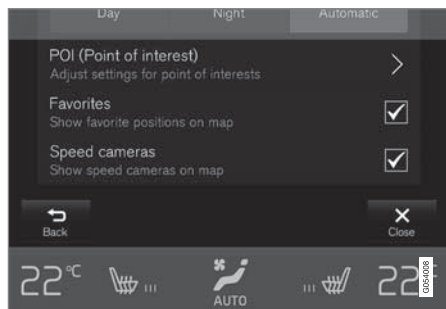 Day Night Automatic
POI (Point of interest)
Adjust settings for point of interests
Favorites
Show favorite positions on map
Speed cameras
Show speed cameras on map
Back Close
22°C 22°
AUTO
G054008